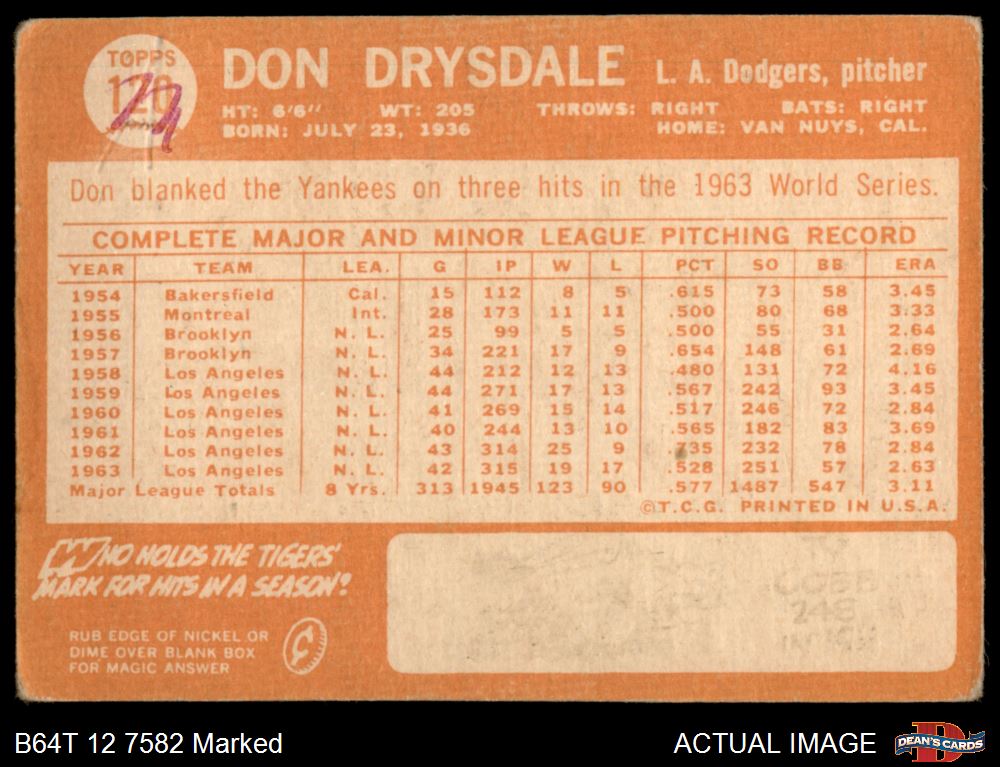 TOPPS
120
DON DRYSDALE L. A. Dodgers, pitcher
HT: 6'6" WT: 205 THROWS: RIGHT BATS: RIGHT
BORN: JULY 23, 1936 HOME: VAN NUYS, CAL.
Don blanked the Yankees on three hits in the 1963 World Series.
COMPLETE MAJOR AND MINOR LEAGUE PITCHING RECORD
YEAR TEAM LEA. G IP W L PCT SO BB ERA
1954 Bakersfield Cal. 15 112 8 5 .615 73 58 3.45
1955 Montreal Int. 28 173 11 11 .500 80 68 3.33
1956 Brooklyn N. L. 25 99 5 5 .500 55 31 2.64
1957 Brooklyn N. L. 34 221 17 9 .654 148 61 2.69
1958 Los Angeles N. L. 44 212 12 13 .480 131 72 4.16
1959 Los Angeles N. L. 44 271 17 13 .567 242 93 3.45
1960 Los Angeles N. L. 41 269 15 14 .517 246 72 2.84
1961 Los Angeles N. L. 40 244 13 10 .565 182 83 3.69
1962 Los Angeles N. L. 43 314 25 9 .735 232 78 2.84
1963 Los Angeles N. L. 42 315 19 17 .528 251 57 2.63
Major League Totals 8 Yrs. 313 1945 123 90 .577 1487 547 3.11
©T.C.G. PRINTED IN U.S.A.
WHO HOLDS THE TIGERS'
MARK FOR HITS IN A SEASON?
RUB EDGE OF NICKEL OR
DIME OVER BLANK BOX
FOR MAGIC ANSWER
COBB
248
IN
B64T 12 7582 Marked
ACTUAL IMAGE
DEAN'S CARDS